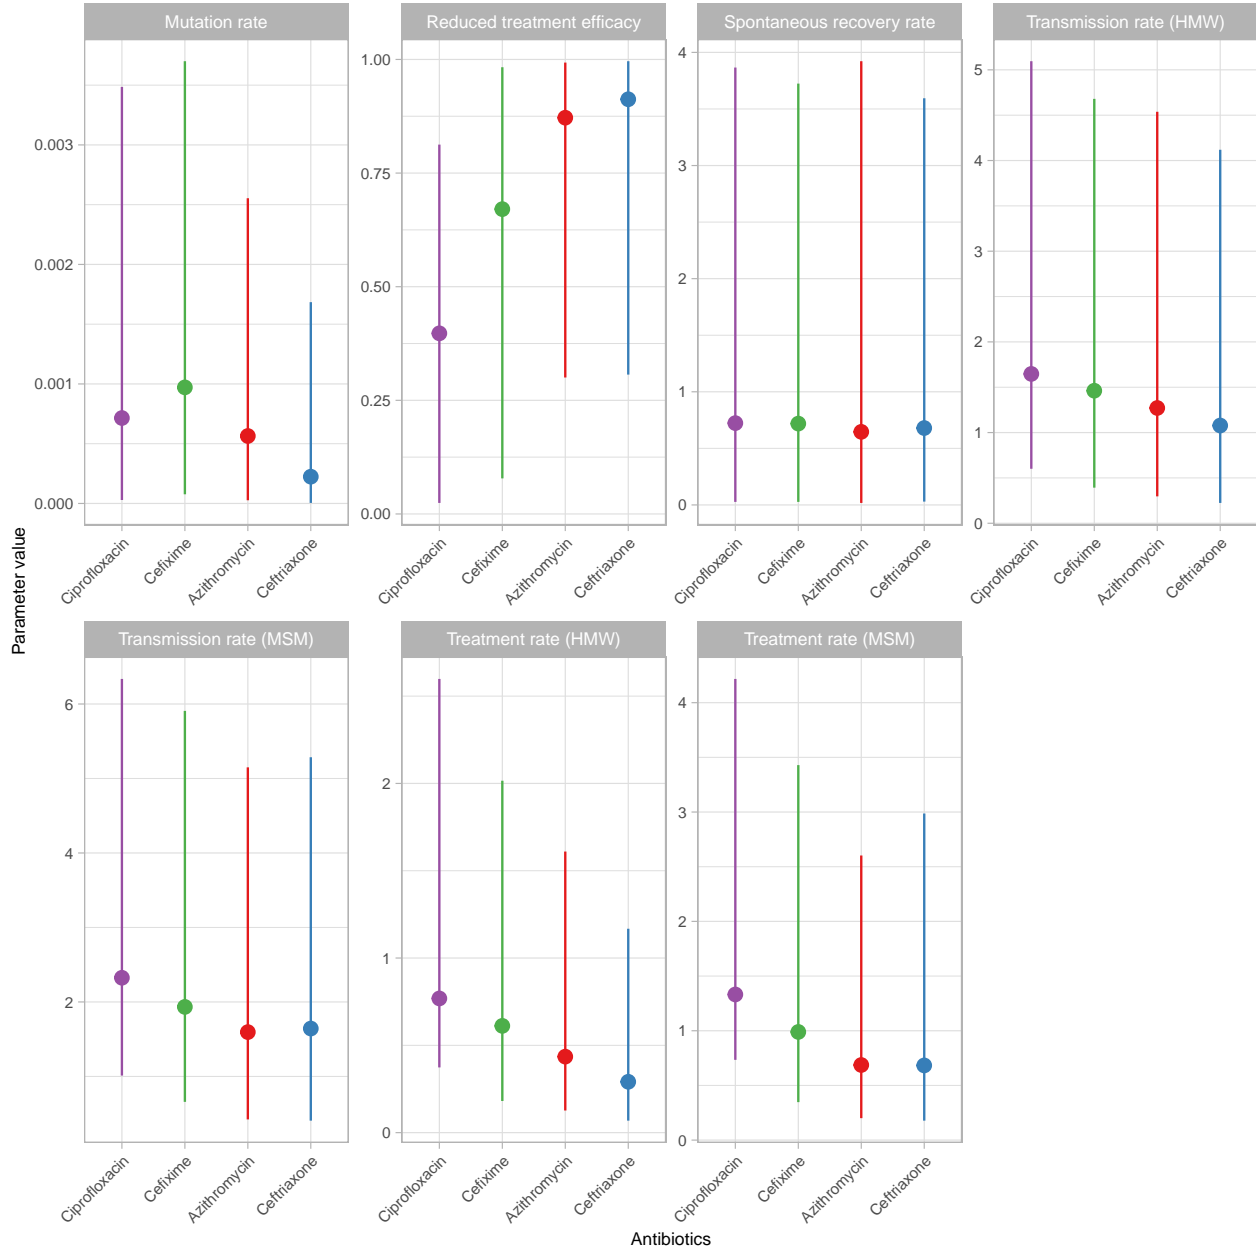 Mutation rate
Reduced treatment efficacy
Spontaneous recovery rate
Transmission rate (HMW)
0.003
0.002
0.001
0.000
1.00
0.75
0.50
0.25
0.00
4
3
2
1
0
5
4
3
2
1
0
Ciprofloxacin
Cefixime
Azithromycin
Ceftriaxone
Ciprofloxacin
Cefixime
Azithromycin
Ceftriaxone
Ciprofloxacin
Cefixime
Azithromycin
Ceftriaxone
Ciprofloxacin
Cefixime
Azithromycin
Ceftriaxone
Parameter value
Transmission rate (MSM)
Treatment rate (HMW)
Treatment rate (MSM)
6
4
2
2
1
0
4
3
2
1
0
Ciprofloxacin
Cefixime
Azithromycin
Ceftriaxone
Ciprofloxacin
Cefixime
Azithromycin
Ceftriaxone
Ciprofloxacin
Cefixime
Azithromycin
Ceftriaxone
Antibiotics